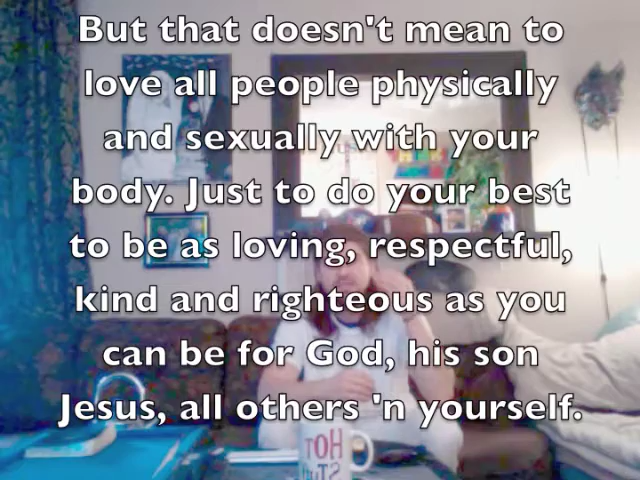 But that doesn't mean to
love all people physically
and sexually with your
body. Just to do your best
to be as loving, respectful,
kind and righteous as you
can be for God, his son
Jesus, all others 'n yourself.
HOT